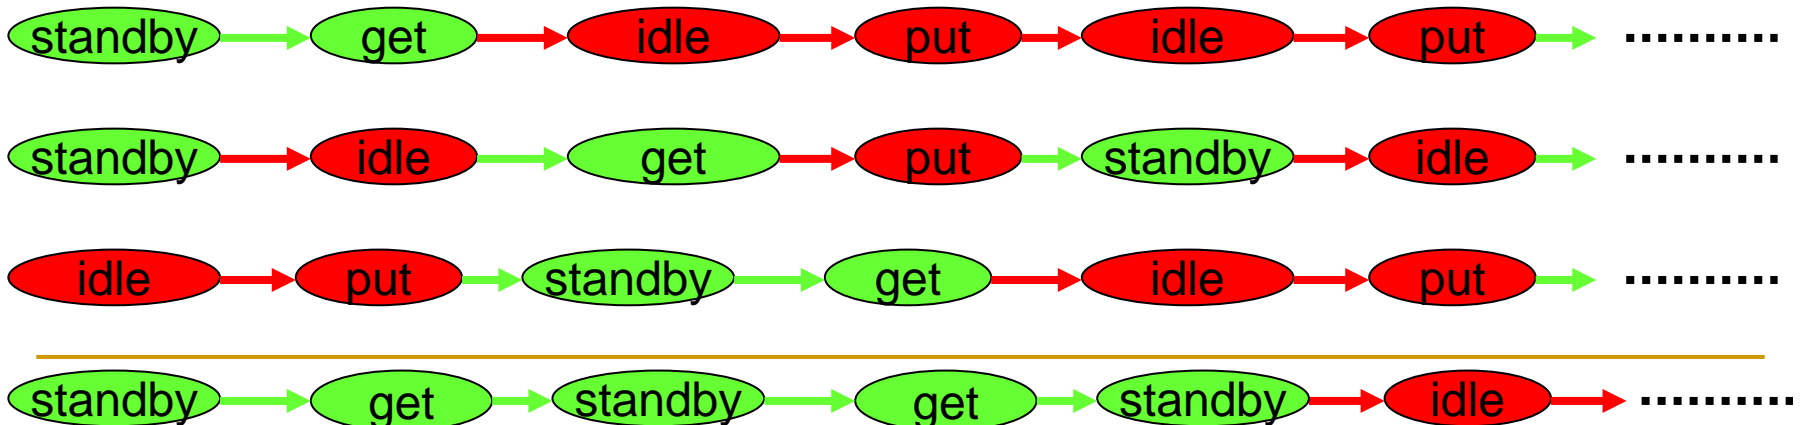 standby get idle put idle put ..........
standby idle get put standby idle ..........
idle put standby get idle put ..........
standby get standby get standby idle ..........